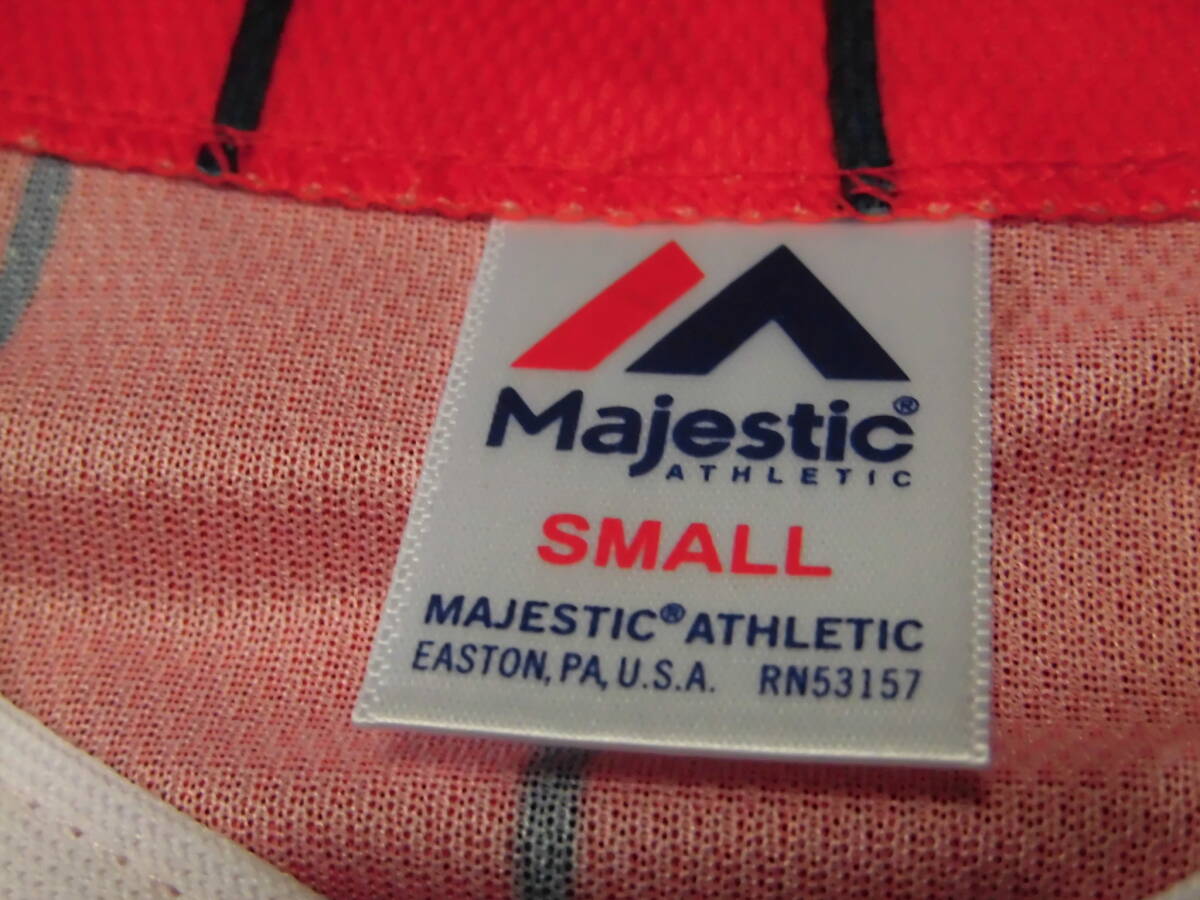 Majestic®
ATHLETIC
SMALL
MAJESTIC® ATHLETIC
EASTON, PA, U.S.A. RN53157